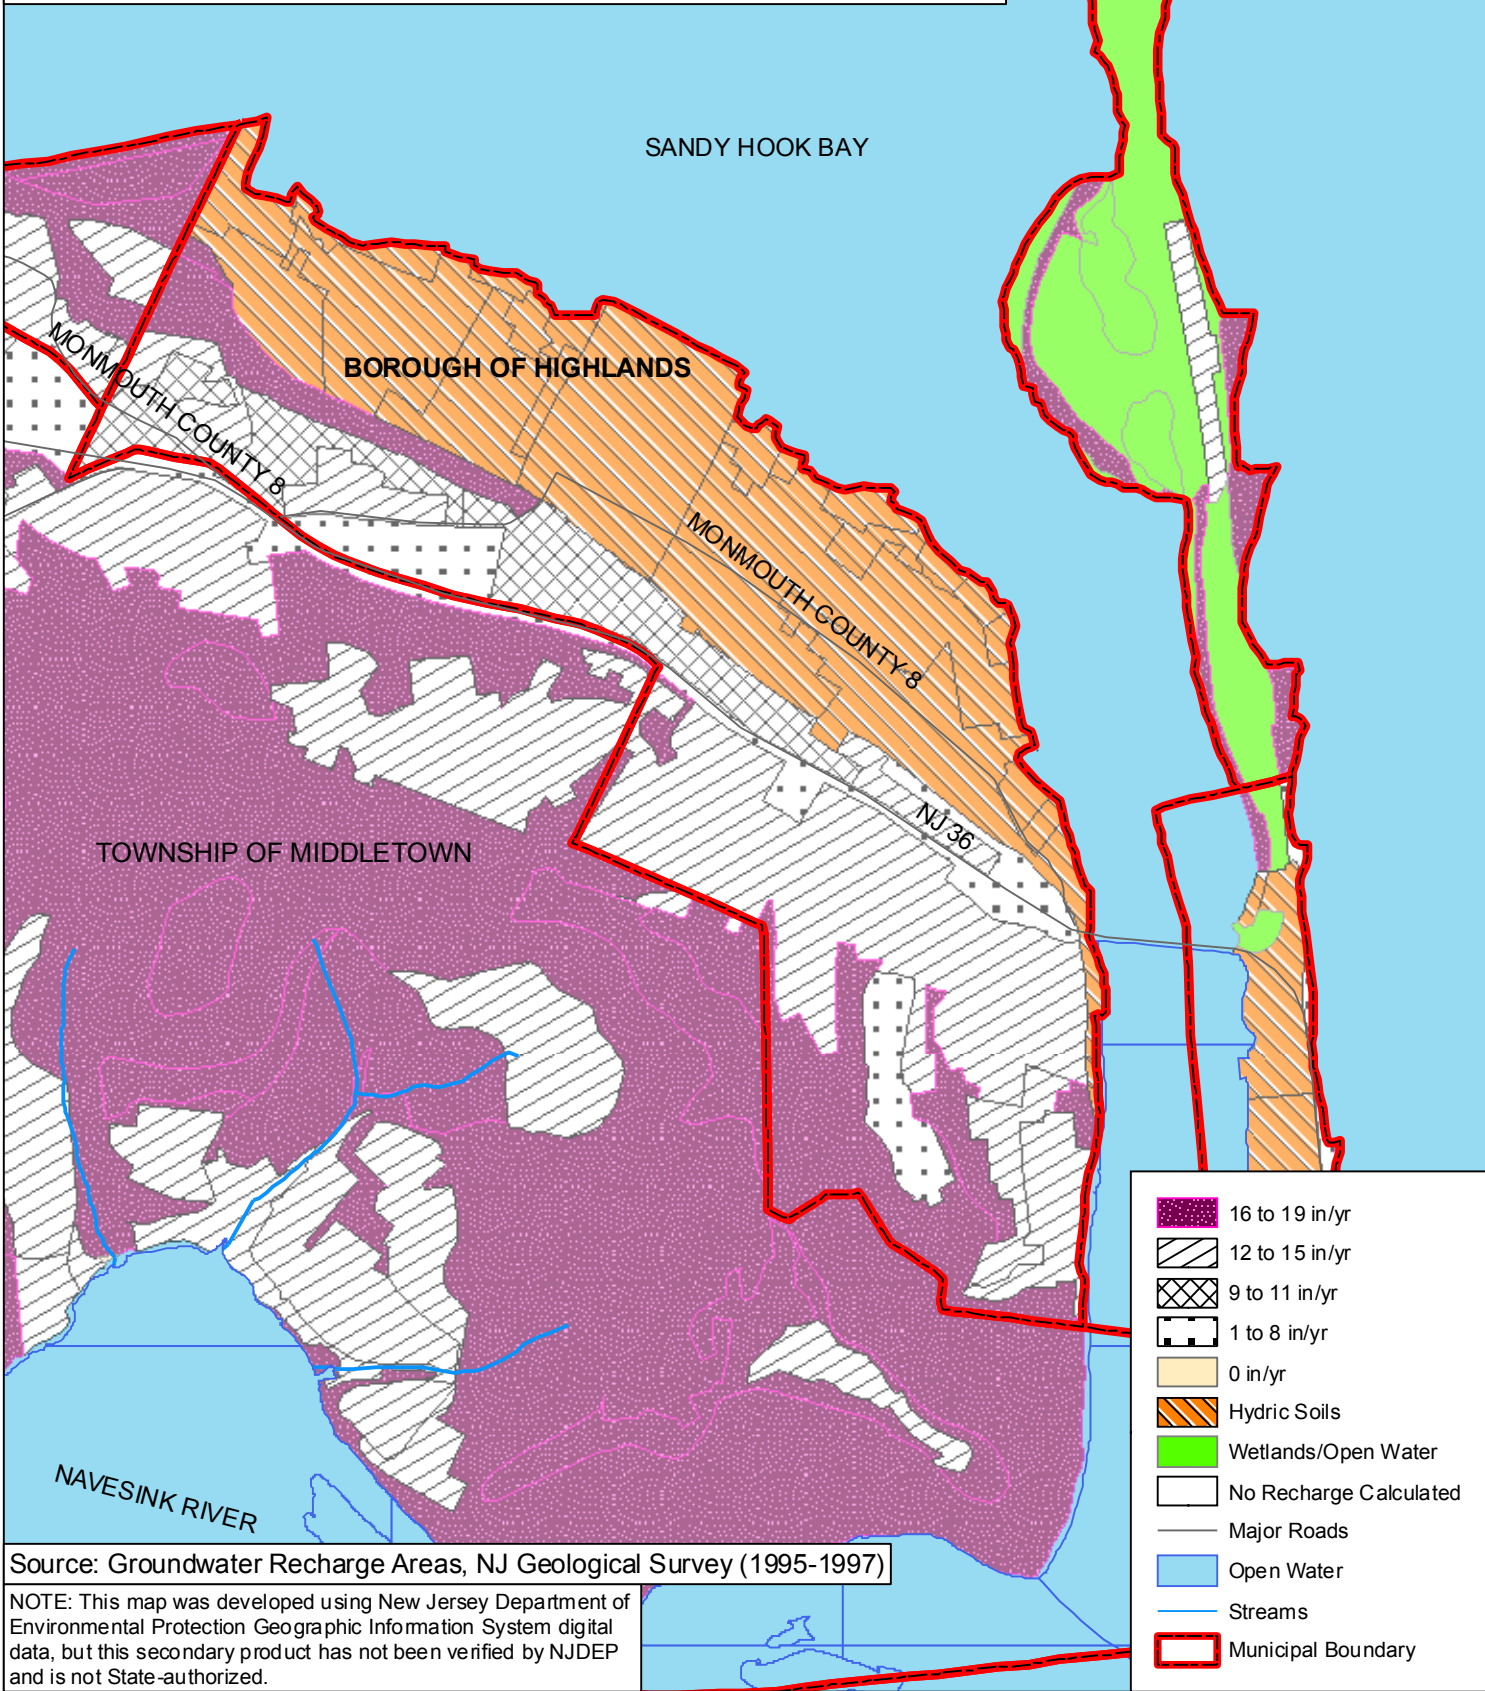 SANDY HOOK BAY
BOROUGH OF HIGHLANDS
MONMOUTH COUNTY 8
MONMOUTH COUNTY 8
NJ 36
TOWNSHIP OF MIDDLETOWN
NAVESINK RIVER
16 to 19 in/yr
12 to 15 in/yr
9 to 11 in/yr
1 to 8 in/yr
0 in/yr
Hydric Soils
Wetlands/Open Water
No Recharge Calculated
Major Roads
Open Water
Streams
Municipal Boundary
Source: Groundwater Recharge Areas, NJ Geological Survey (1995-1997)
NOTE: This map was developed using New Jersey Department of
Environmental Protection Geographic Information System digital
data, but this secondary product has not been verified by NJDEP
and is not State-authorized.